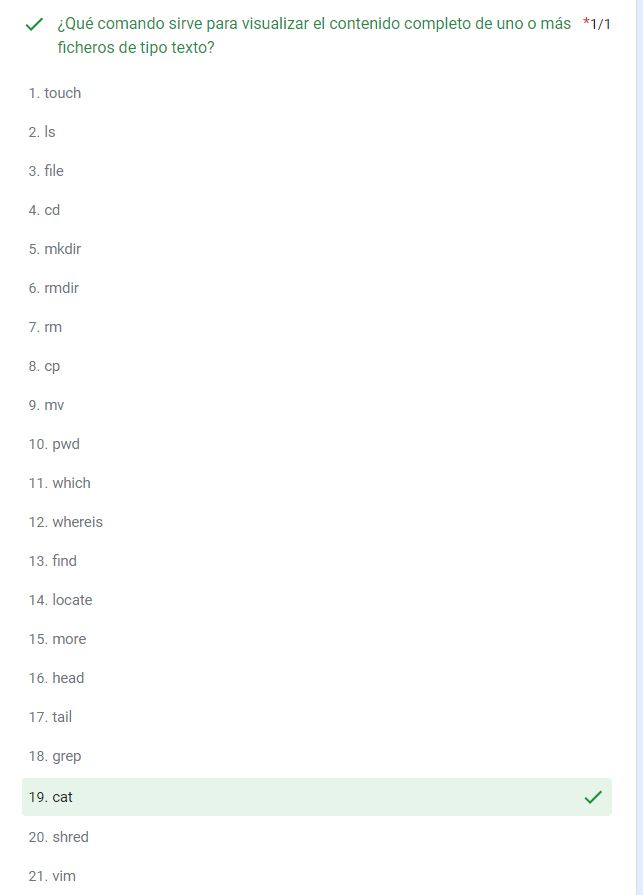 ¿Qué comando sirve para visualizar el contenido completo de uno o más *1/1
ficheros de tipo texto?
1. touch
2. ls
3. file
4. cd
5. mkdir
6. rmdir
7. rm
8. cp
9. mv
10. pwd
11. which
12. whereis
13. find
14. locate
15. more
16. head
17. tail
18. grep
19. cat
20. shred
21. vim